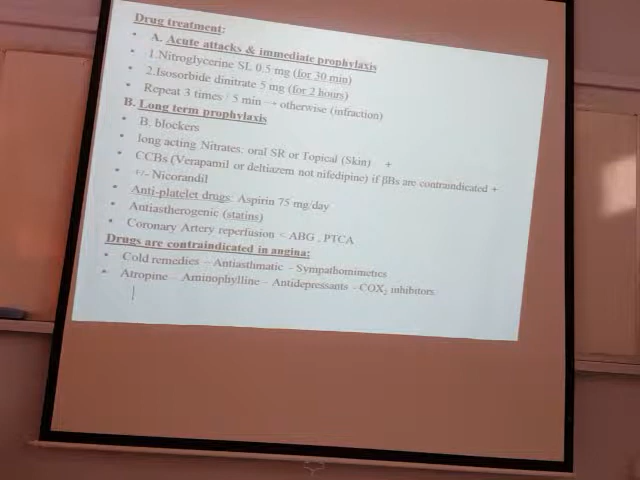 Drug treatment:
• A. Acute attacks & immediate prophylaxis
• 1.Nitroglycerine SL 0.5 mg (for 30 min)
• 2.Isosorbide dinitrate 5 mg (for 2 hours)
• Repeat 3 times / 5 min → otherwise (infraction)
B. Long term prophylaxis
• B. blockers
• long acting Nitrates: oral SR or Topical (Skin) +
• CCBs (Verapamil or deltiazem not nifedipine) if βBs are contraindicated +
• +/- Nicorandil
• Anti-platelet drugs: Aspirin 75 mg/day
• Antiastherogenic (statins)
• Coronary Artery reperfusion < ABG , PTCA
Drugs are contraindicated in angina:
• Cold remedies – Antiasthmatic – Sympathomimetics
• Atropine – Aminophylline – Antidepressants – COX₂ inhibitors.